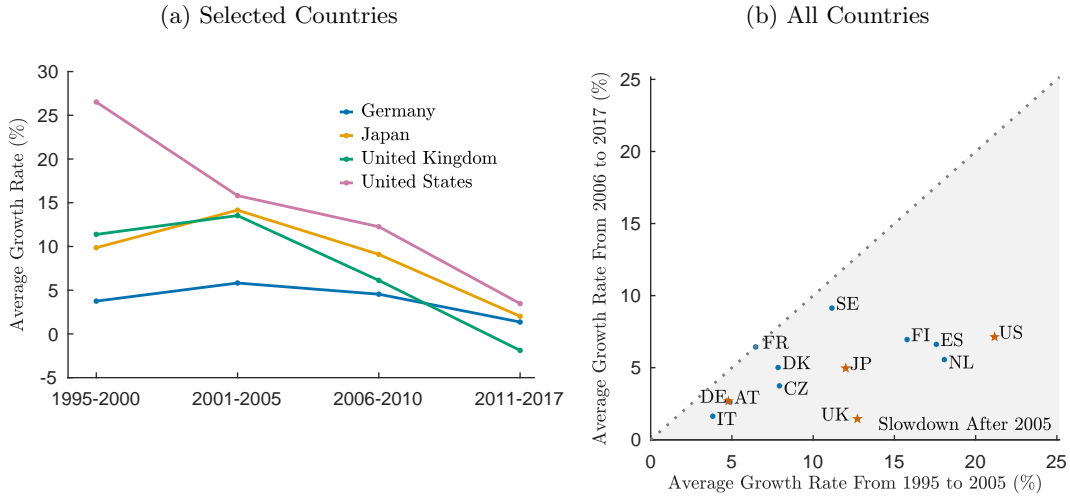 (a) Selected Countries
Average Growth Rate (%)
30
25
20
15
10
5
0
-5
1995-2000
2001-2005
2006-2010
2011-2017
Germany
Japan
United Kingdom
United States
(b) All Countries
Average Growth Rate From 2006 to 2017 (%)
25
20
15
10
5
0
0
5
10
15
20
25
SE
FR
FI
ES
US
DK
JP
NL
CZ
DE
AT
IT
UK
Slowdown After 2005
Average Growth Rate From 1995 to 2005 (%)